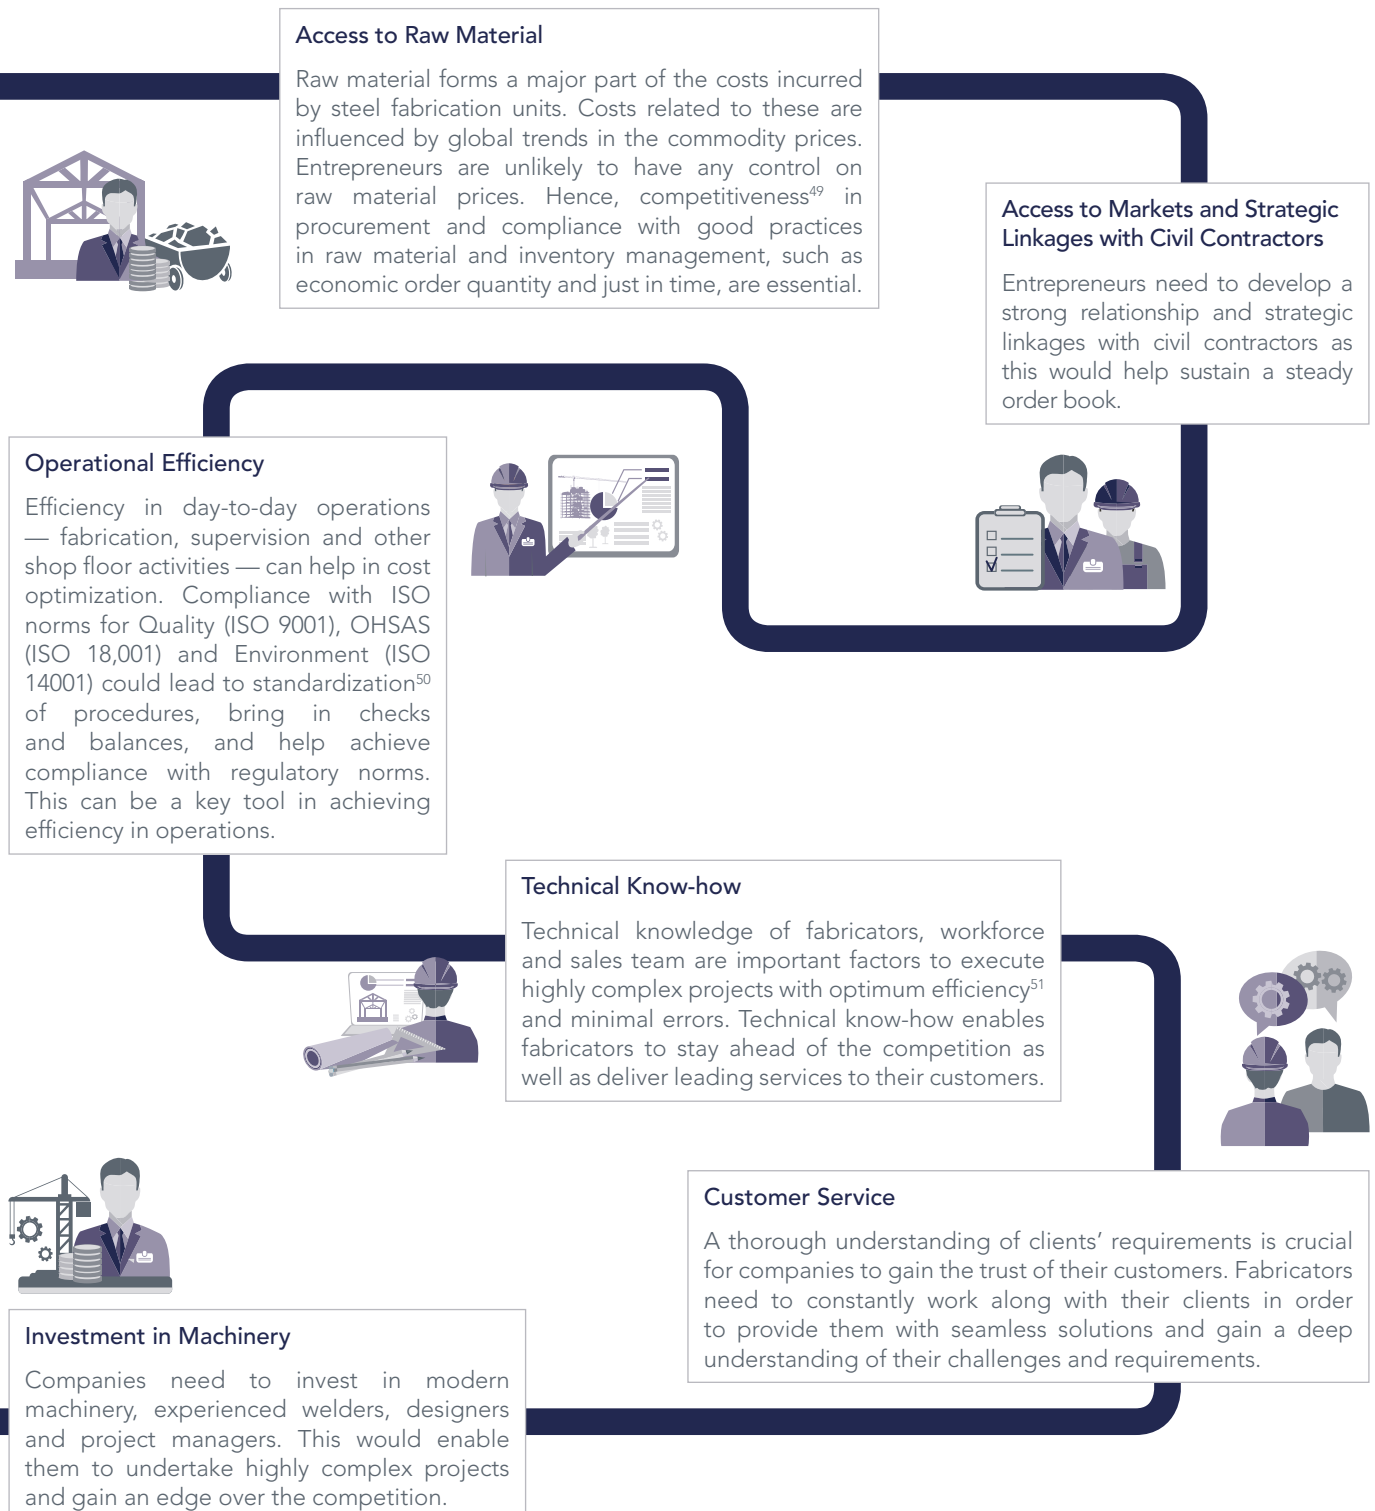 Access to Raw Material
Raw material forms a major part of the costs incurred
by steel fabrication units. Costs related to these are
influenced by global trends in the commodity prices.
Entrepreneurs are unlikely to have any control on
raw material prices. Hence, competitiveness⁴⁹ in
procurement and compliance with good practices
in raw material and inventory management, such as
economic order quantity and just in time, are essential.
Access to Markets and Strategic
Linkages with Civil Contractors
Entrepreneurs need to develop a
strong relationship and strategic
linkages with civil contractors as
this would help sustain a steady
order book.
Operational Efficiency
Efficiency in day-to-day operations
— fabrication, supervision and other
shop floor activities — can help in cost
optimization. Compliance with ISO
norms for Quality (ISO 9001), OHSAS
(ISO 18,001) and Environment (ISO
14001) could lead to standardization⁵⁰
of procedures, bring in checks
and balances, and help achieve
compliance with regulatory norms.
This can be a key tool in achieving
efficiency in operations.
Technical Know-how
Technical knowledge of fabricators, workforce
and sales team are important factors to execute
highly complex projects with optimum efficiency⁵¹
and minimal errors. Technical know-how enables
fabricators to stay ahead of the competition as
well as deliver leading services to their customers.
Customer Service
A thorough understanding of clients’ requirements is crucial
for companies to gain the trust of their customers. Fabricators
need to constantly work along with their clients in order
to provide them with seamless solutions and gain a deep
understanding of their challenges and requirements.
Investment in Machinery
Companies need to invest in modern
machinery, experienced welders, designers
and project managers. This would enable
them to undertake highly complex projects
and gain an edge over the competition.